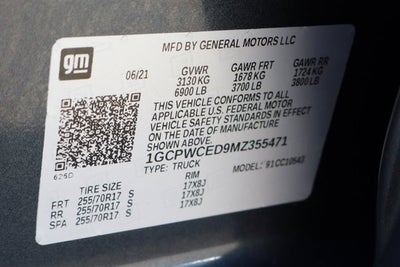 gm
MFD BY GENERAL MOTORS LLC
06/21 GVWR GAWR FRT GAWR RR
3130 KG 1678 KG 1724 KG
6900 LB 3700 LB 3800 LB
THIS VEHICLE CONFORMS TO ALL
APPLICABLE U.S. FEDERAL MOTOR
VEHICLE SAFETY STANDARDS IN EFFECT
ON THE DATE OF MANUFACTURE
SHOWN ABOVE.
1GCPWCED9MZ355471
625D TYPE: TRUCK MODEL: 91CC10543
TIRE SIZE RIM
FRT 255/70R17 S 17X8J
RR 255/70R17 S 17X8J
SPA 255/70R17 S 17X8J